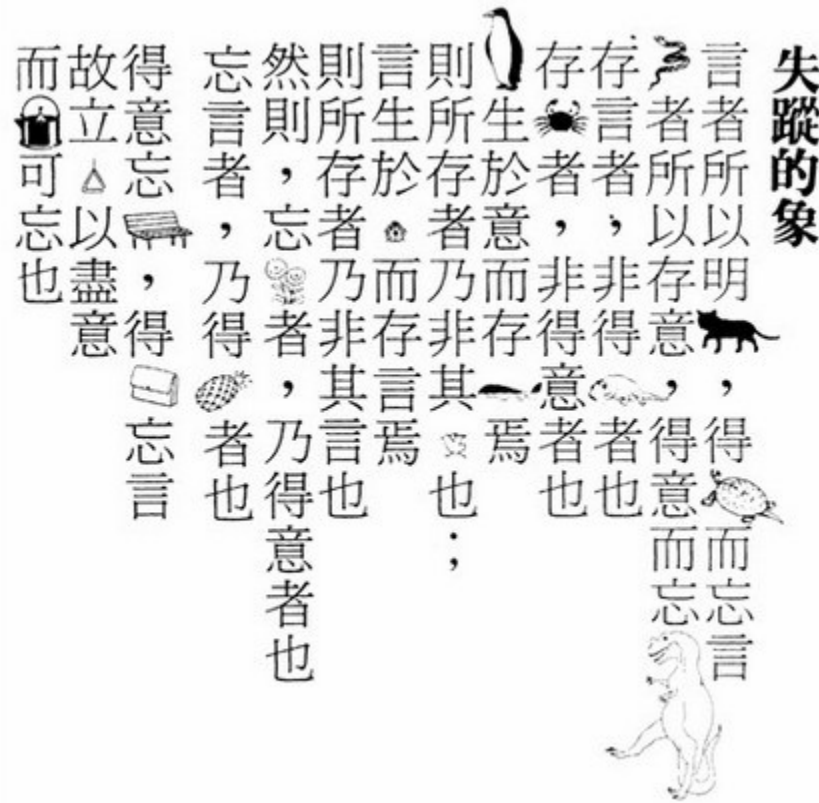 失蹤的象
言者所以明,得而忘言
者所以存意,得意而忘
存言者,非得者也
存者,非得意者也
生於意,而存焉
則所存者乃非其也;
言生於而存言焉
則所存者乃非其言也
然則,忘者,乃得意者也
忘言者,乃得者也
得意忘,得忘言
故立以盡意
而可忘也